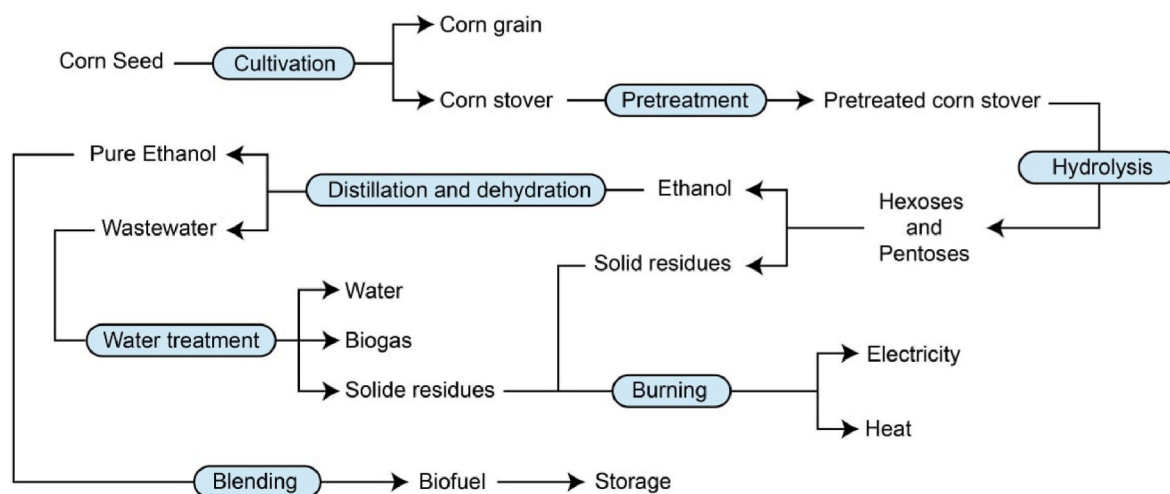 Corn grain
Corn Seed
Cultivation
Corn stover
Pretreatment
Pretreated corn stover
Hydrolysis
Pure Ethanol
Distillation and dehydration
Ethanol
Hexoses
and
Pentoses
Wastewater
Solid residues
Water
Water treatment
Biogas
Solide residues
Burning
Electricity
Heat
Blending
Biofuel
Storage